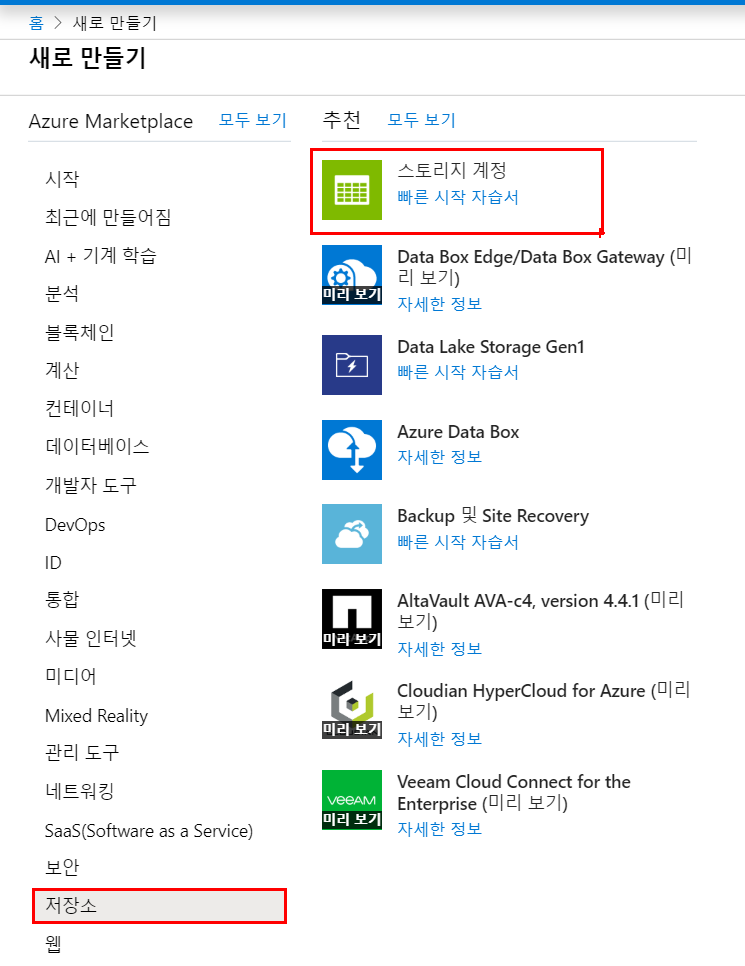 홈 > 새로 만들기
새로 만들기
Azure Marketplace 모두 보기
시작
최근에 만들어짐
AI + 기계 학습
분석
블록체인
계산
컨테이너
데이터베이스
개발자 도구
DevOps
ID
통합
사물 인터넷
미디어
Mixed Reality
관리 도구
네트워킹
SaaS(Software as a Service)
보안
저장소
웹
추천 모두 보기
스토리지 계정
빠른 시작 자습서
미리 보기
Data Box Edge/Data Box Gateway (미
리 보기)
자세한 정보
Data Lake Storage Gen1
빠른 시작 자습서
Azure Data Box
자세한 정보
Backup 및 Site Recovery
빠른 시작 자습서
미리 보기
AltaVault AVA-c4, version 4.4.1 (미리
보기)
자세한 정보
미리 보기
Cloudian HyperCloud for Azure (미리
보기)
자세한 정보
veeAM
미리 보기
Veeam Cloud Connect for the
Enterprise (미리 보기)
자세한 정보